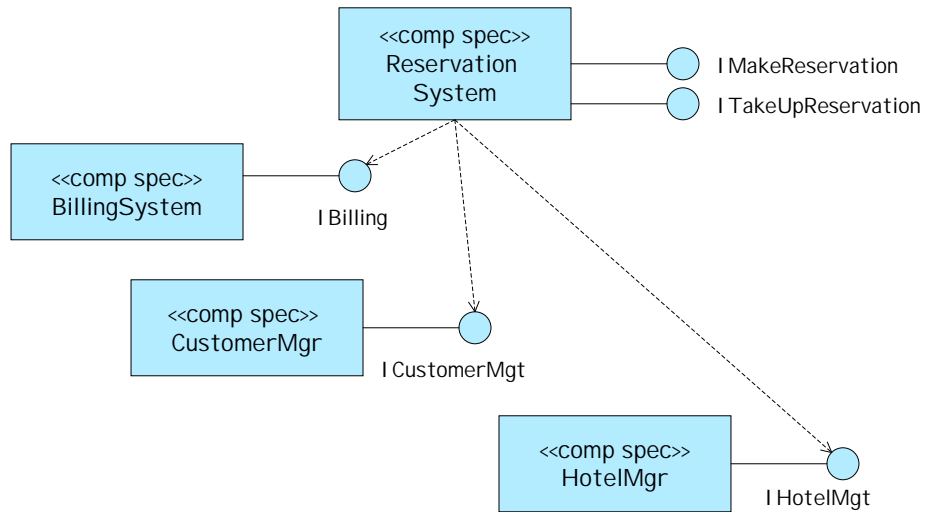 <<comp spec>>
Reservation
System
I MakeReservation
I TakeUpReservation
<<comp spec>>
BillingSystem
I Billing
<<comp spec>>
CustomerMgr
I CustomerMgt
<<comp spec>>
HotelMgr
I HotelMgt